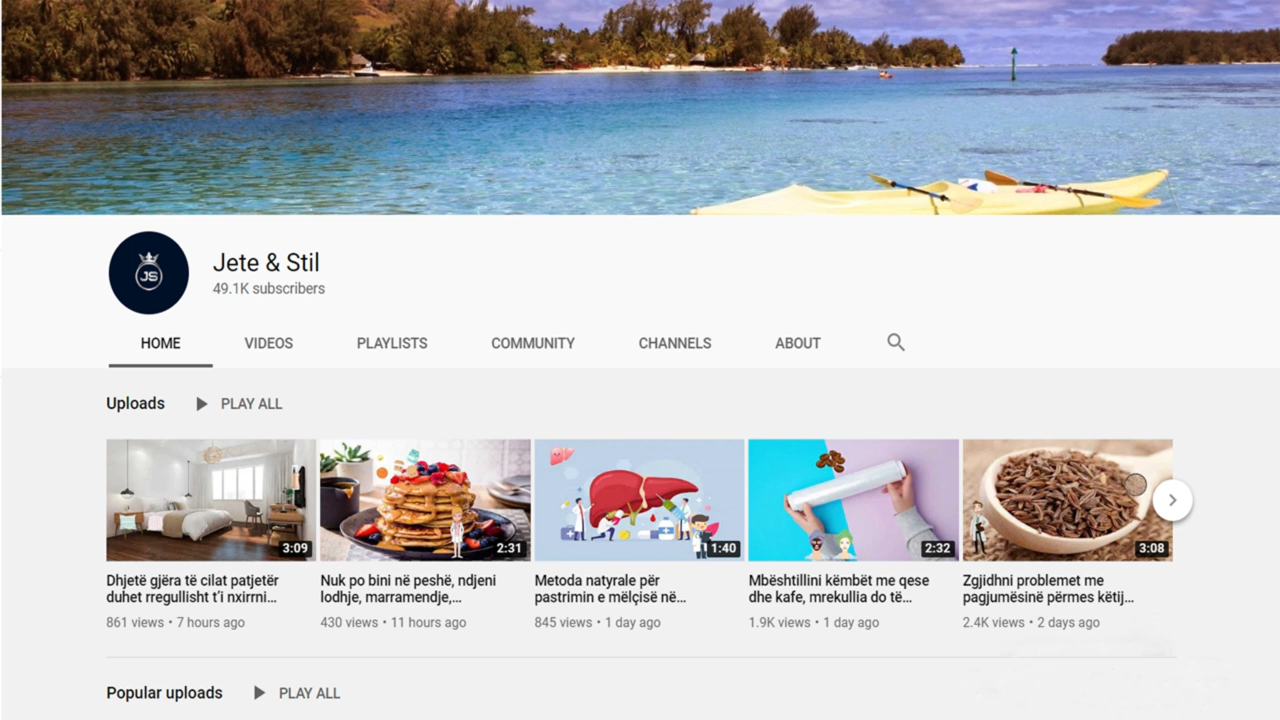 JS
Jete & Stil
49.1K subscribers
HOME VIDEOS PLAYLISTS COMMUNITY CHANNELS ABOUT
Uploads PLAY ALL
3:09 2:31 1:40 2:32 3:08
Dhjetë gjëra të cilat patjetër
duhet rregullisht t'i nxirrni...
861 views • 7 hours ago
Nuk po bini në peshë, ndjeni
lodhje, marramendje,...
430 views • 11 hours ago
Metoda natyrale për
pastrimin e mëlçisë në...
845 views • 1 day ago
Mbështillini këmbët me qese
dhe kafe, mrekullia do të...
1.9K views • 1 day ago
Zgjidhni problemet me
pagjumësinë përmes këtij...
2.4K views • 2 days ago
Popular uploads PLAY ALL